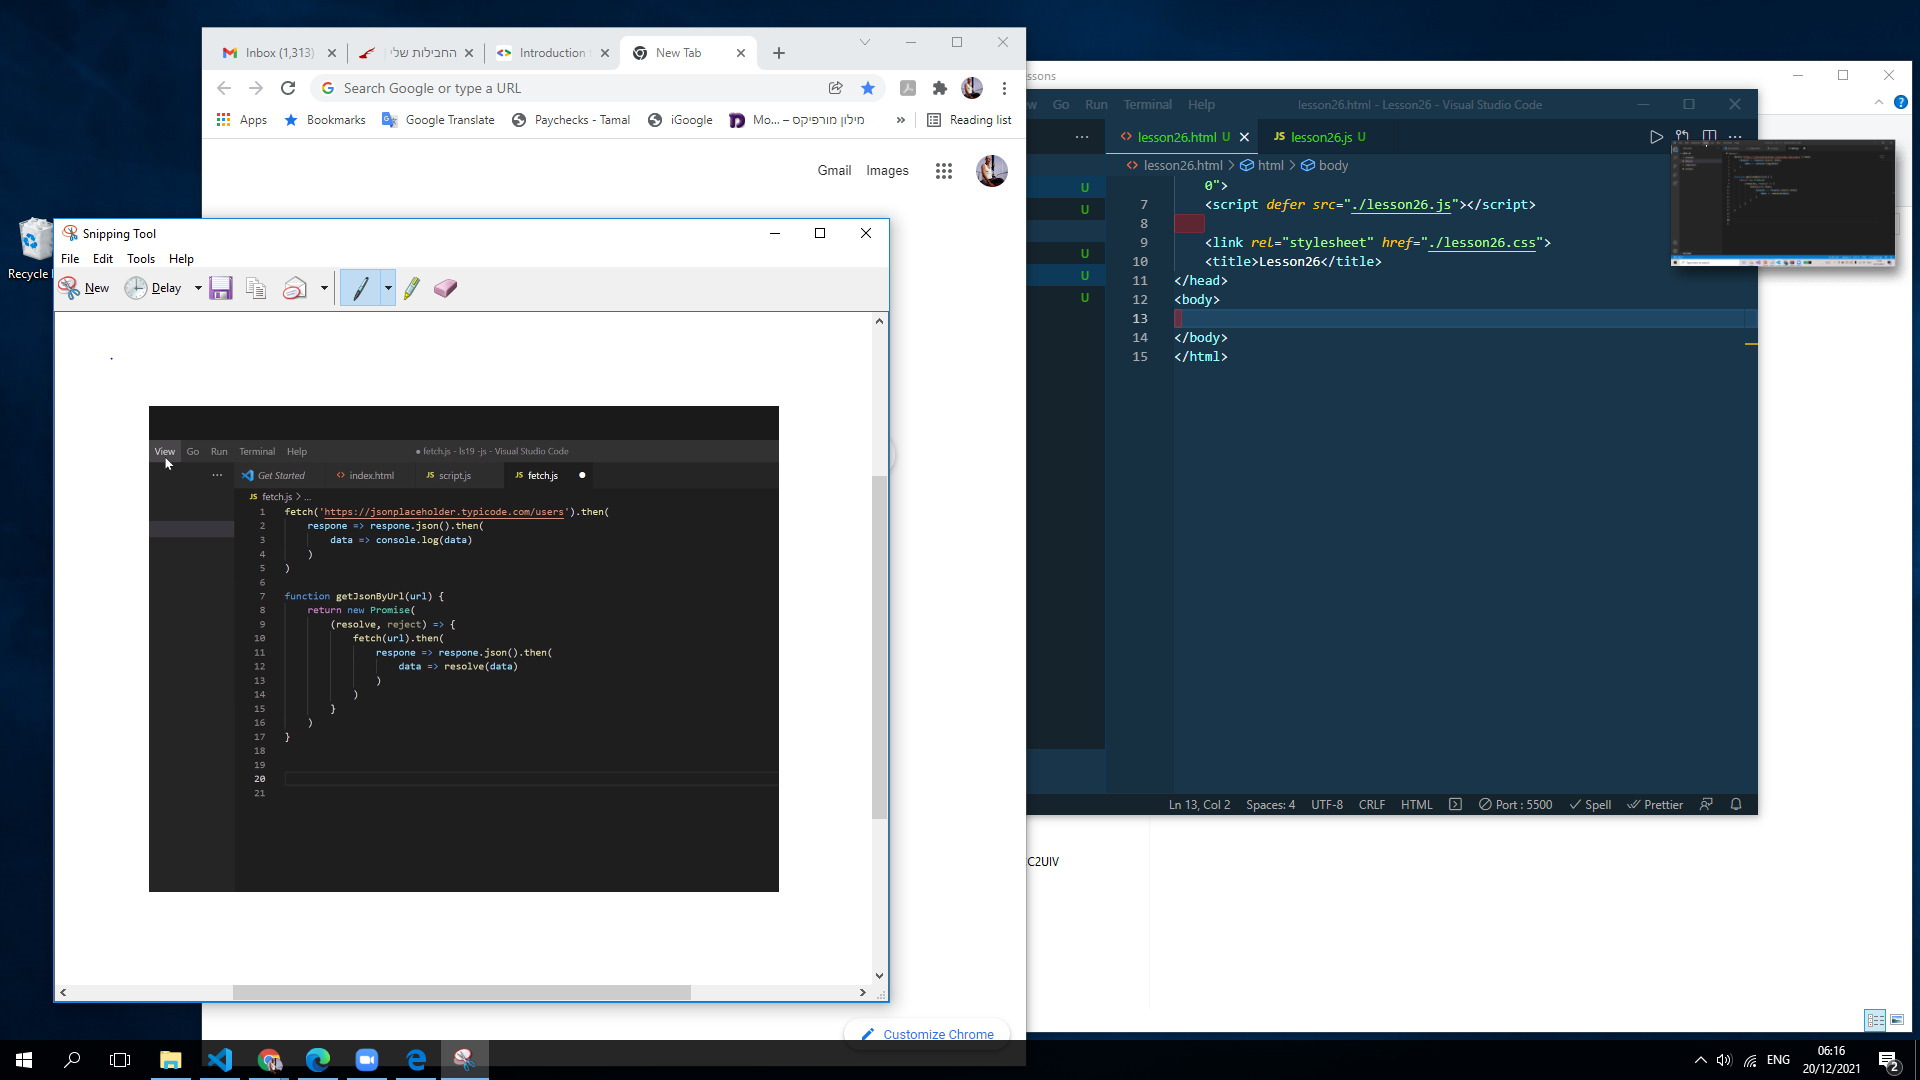 Inbox (1,313)
החבילות שלי
Introduction
New Tab
Search Google or type a URL
Apps
Bookmarks
Google Translate
Paychecks - Tamal
iGoogle
Mo... – מילון מורפיקס
»
Reading list
Gmail
Images
Customize Chrome
Recycle
Snipping Tool
File Edit Tools Help
New Delay
View Go Run Terminal Help
● fetch.js - ls19 -js - Visual Studio Code
Get Started
index.html
JS script.js
JS fetch.js
JS fetch.js > ...
1 fetch('https://jsonplaceholder.typicode.com/users').then(
2 respone => respone.json().then(
3 data => console.log(data)
4 )
5 )
6
7 function getJsonByUrl(url) {
8 return new Promise(
9 (resolve, reject) => {
10 fetch(url).then(
11 respone => respone.json().then(
12 data => resolve(data)
13 )
14 )
15 }
16 )
17 }
18
19
20
21
ssons
Go Run Terminal Help
lesson26.html - Lesson26 - Visual Studio Code
lesson26.html U
JS lesson26.js U
lesson26.html > html > body
U
U
U
U
U
0">
7 <script defer src="./lesson26.js"></script>
8
9 <link rel="stylesheet" href="./lesson26.css">
10 <title>Lesson26</title>
11 </head>
12 <body>
13
14 </body>
15 </html>
Ln 13, Col 2 Spaces: 4 UTF-8 CRLF HTML Port : 5500 Spell Prettier
C2UIV
ENG
06:16
20/12/2021
2